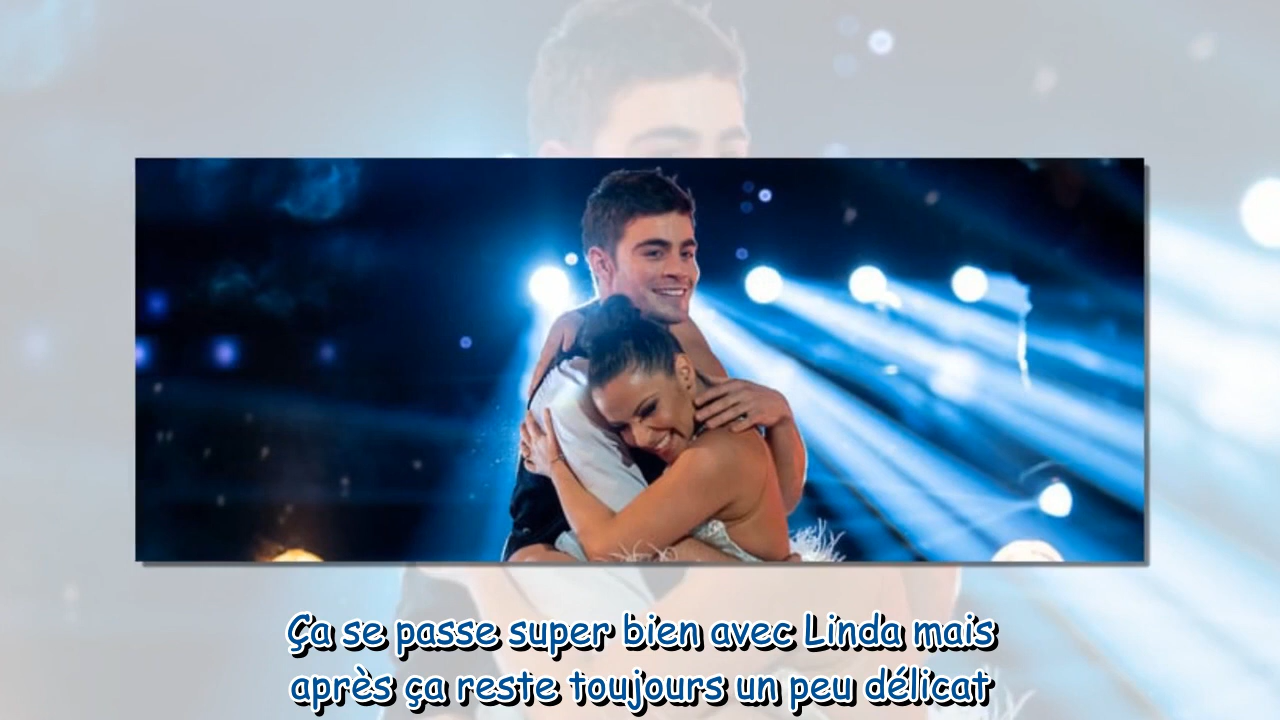 Ça se passe super bien avec Linda mais
après ça reste toujours un peu délicat